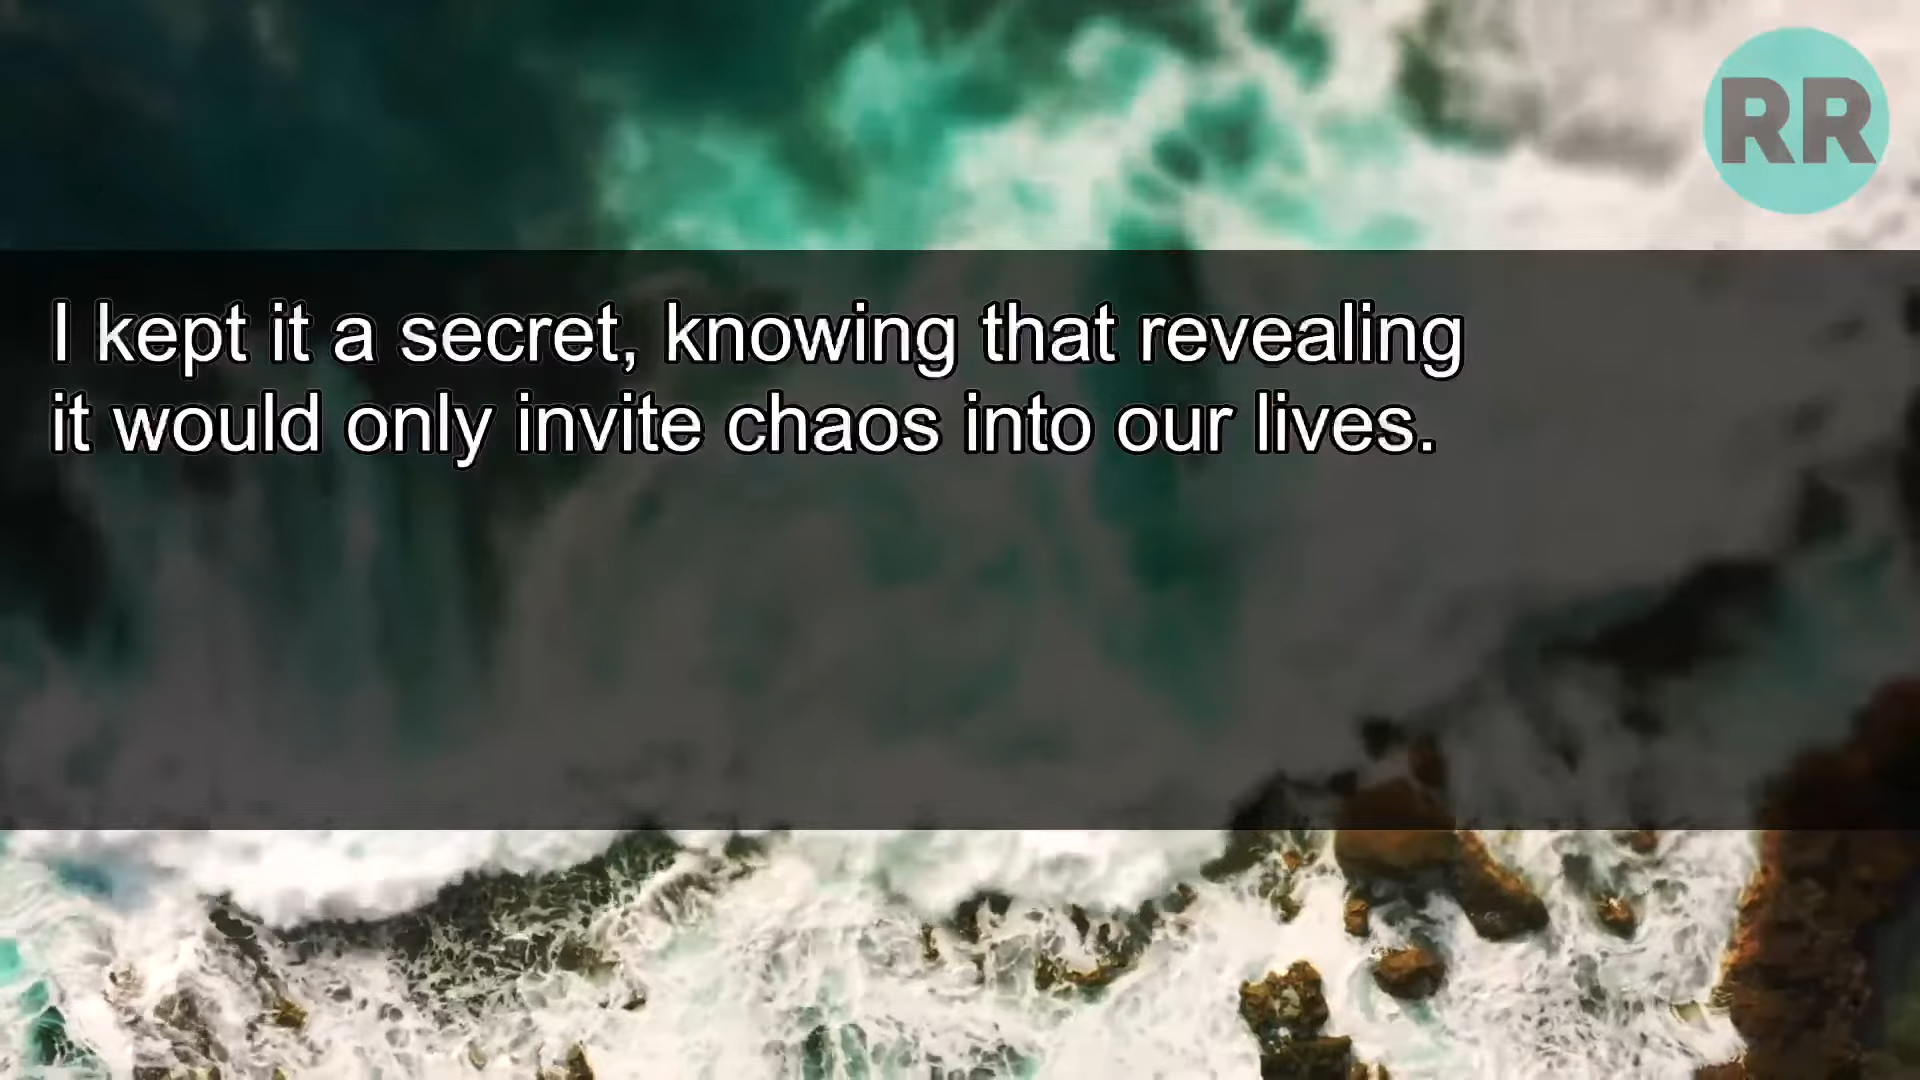 RR
I kept it a secret, knowing that revealing
it would only invite chaos into our lives.